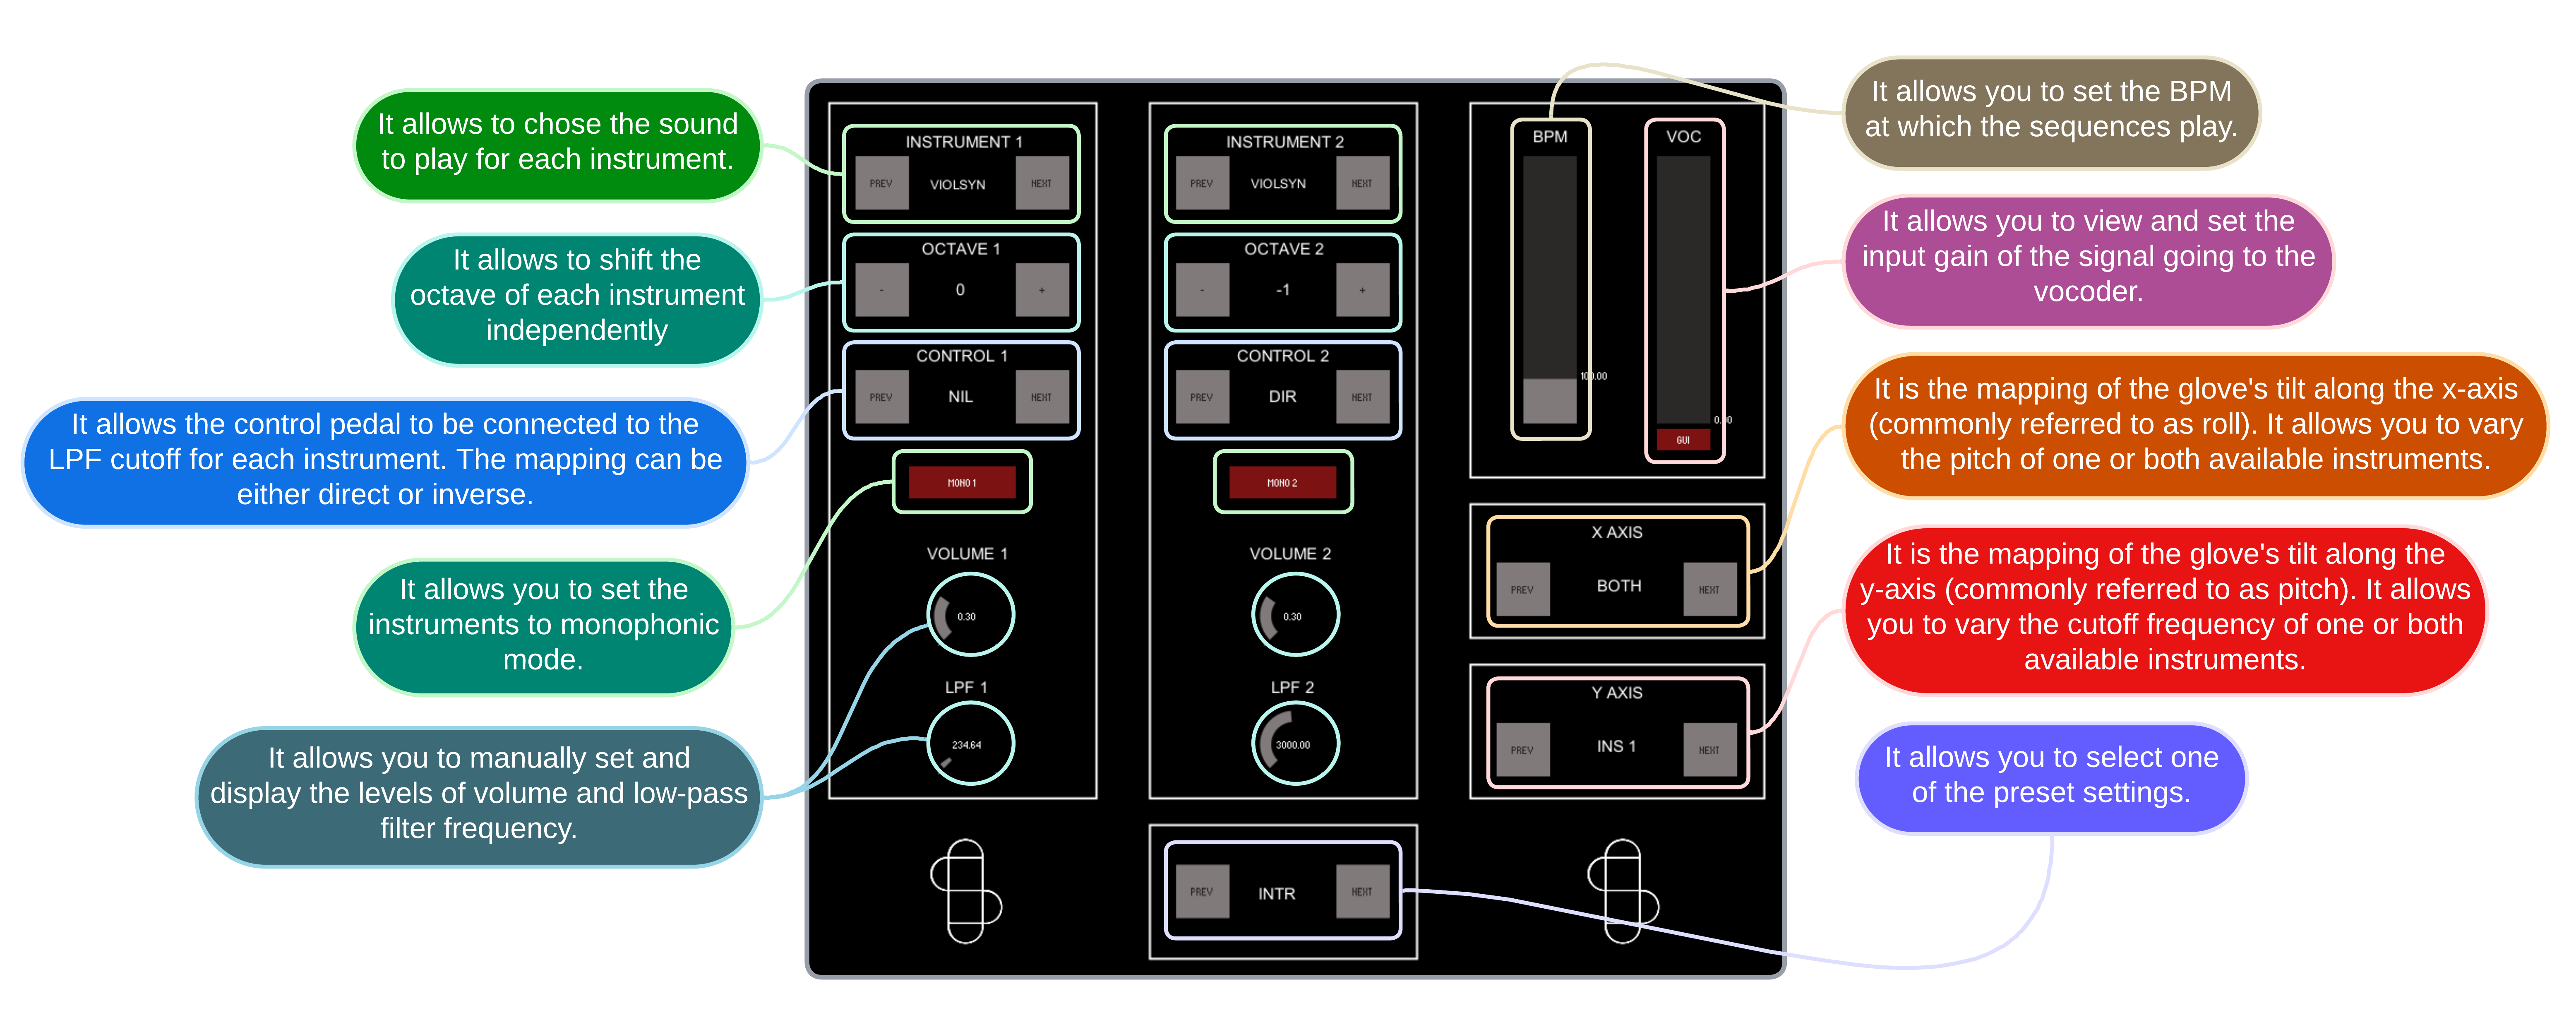 It allows to chose the sound
to play for each instrument.
It allows to shift the
octave of each instrument
independently
It allows the control pedal to be connected to the
LPF cutoff for each instrument. The mapping can be
either direct or inverse.
It allows you to set the
instruments to monophonic
mode.
It allows you to manually set and
display the levels of volume and low-pass
filter frequency.
INSTRUMENT 1
PREV
VIOLSYN
NEXT
OCTAVE 1
-
0
+
CONTROL 1
PREV
NIL
NEXT
MONO 1
VOLUME 1
0.30
LPF 1
234.64
INSTRUMENT 2
PREV
VIOLSYN
NEXT
OCTAVE 2
-
-1
+
CONTROL 2
PREV
DIR
NEXT
MONO 2
VOLUME 2
0.30
LPF 2
3000.00
PREV
INTR
NEXT
BPM
100.00
VOC
0.00
GUI
X AXIS
PREV
BOTH
NEXT
Y AXIS
PREV
INS 1
NEXT
It allows you to set the BPM
at which the sequences play.
It allows you to view and set the
input gain of the signal going to the
vocoder.
It is the mapping of the glove's tilt along the x-axis
(commonly referred to as roll). It allows you to vary
the pitch of one or both available instruments.
It is the mapping of the glove's tilt along the
y-axis (commonly referred to as pitch). It allows
you to vary the cutoff frequency of one or both
available instruments.
It allows you to select one
of the preset settings.